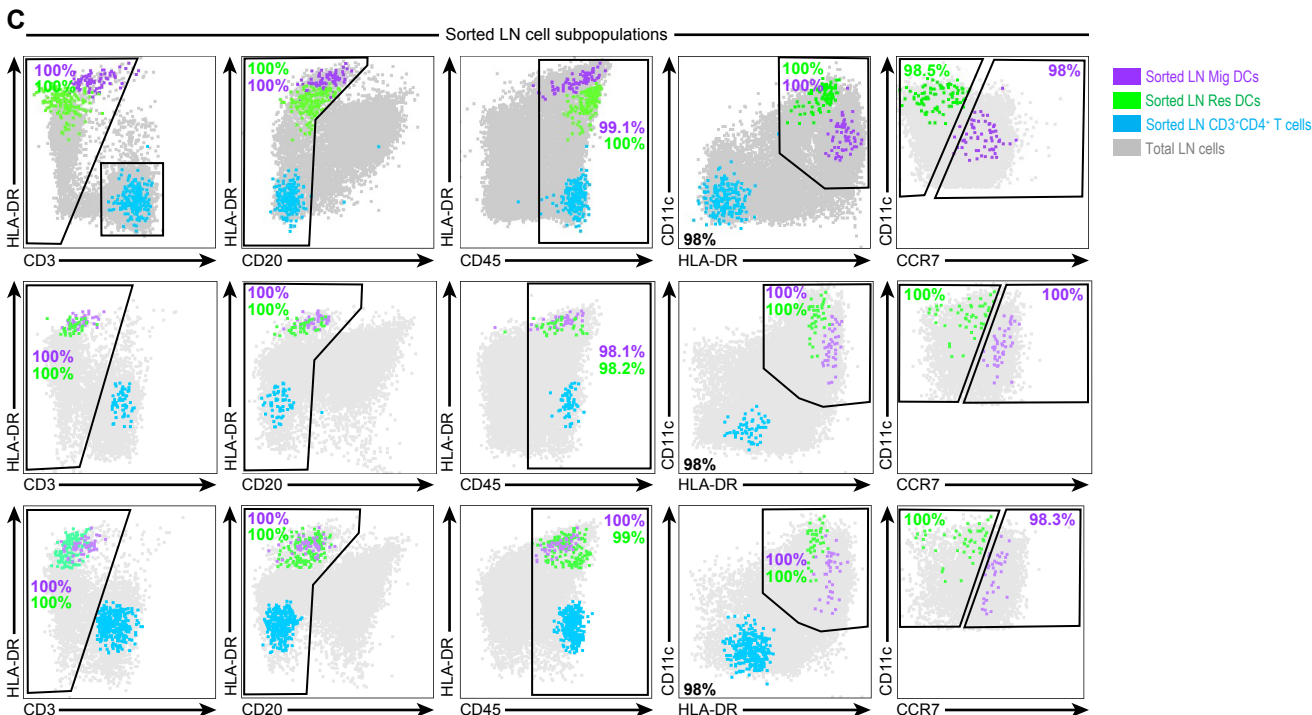 C
Sorted LN cell subpopulations
100%
100%
HLA-DR
CD3
100%
100%
HLA-DR
CD20
99.1%
100%
HLA-DR
CD45
100%
100%
98%
CD11c
HLA-DR
98.5%
98%
CD11c
CCR7
Sorted LN Mig DCs
Sorted LN Res DCs
Sorted LN CD3⁺CD4⁺ T cells
Total LN cells
100%
100%
HLA-DR
CD3
100%
100%
HLA-DR
CD20
98.1%
98.2%
HLA-DR
CD45
100%
100%
98%
CD11c
HLA-DR
100%
100%
CD11c
CCR7
100%
100%
HLA-DR
CD3
100%
100%
HLA-DR
CD20
100%
99%
HLA-DR
CD45
100%
100%
98%
CD11c
HLA-DR
100%
98.3%
CD11c
CCR7